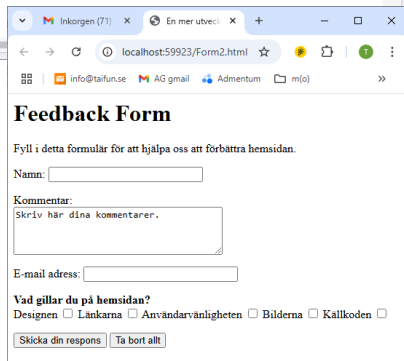 Inkorgen (71)
En mer utveck
localhost:59923/Form2.html
T
info@taifun.se
AG gmail
Admentum
m(o)
»
Feedback Form
Fyll i detta formulär för att hjälpa oss att förbättra hemsidan.
Namn:
Kommentar:
Skriv här dina kommentarer.
E-mail adress:
Vad gillar du på hemsidan?
Designen Länkarna Användarvänligheten Bilderna Källkoden
Skicka din respons Ta bort allt